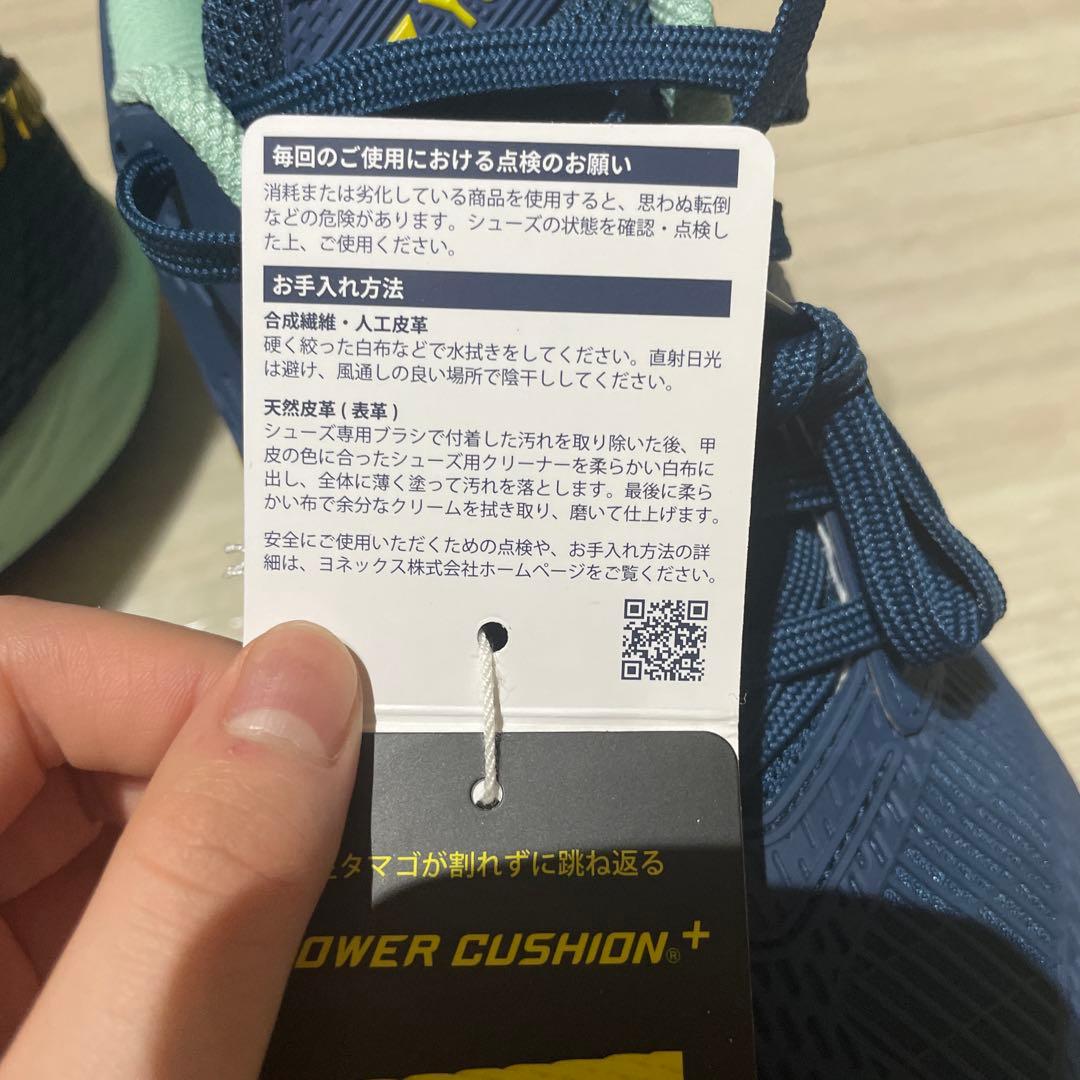 毎回のご使用における点検のお願い
消耗または劣化している商品を使用すると、思わぬ転倒
などの危険があります。シューズの状態を確認・点検し
た上、ご使用ください。
お手入れ方法
合成繊維・人工皮革
硬く絞った白布などで水拭きをしてください。直射日光
は避け、風通しの良い場所で陰干ししてください。
天然皮革(表革)
シューズ専用ブラシで付着した汚れを取り除いた後、甲
皮の色に合ったシューズ用クリーナーを柔らかい白布に
出し、全体に薄く塗って汚れを落とします。最後に柔ら
かい布で余分なクリームを拭き取り、磨いて仕上げます。
安全にご使用いただくための点検や、お手入れ方法の詳
細は、ヨネックス株式会社ホームページをご覧ください。
タマゴが割れずに跳ね返る
OWER CUSHION®+